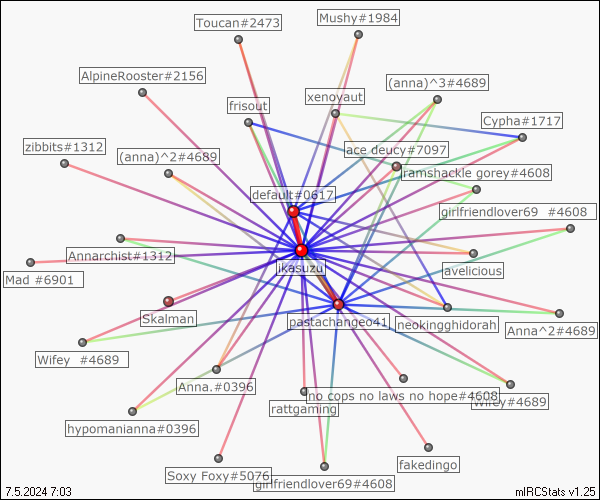 Toucan#2473
Mushy#1984
AlpineRooster#2156
(anna)^3#4689
frisout
xenoyaut
Cypha#1717
zibbits#1312
(anna)^2#4689
ace deucy#7097
ramshackle gorey#4608
default#0617
girlfriendlover69 #4608
Annarchist#1312
jkasuzu
avelicious
Mad #6901
Skalman
pastachangeo41
neokingghidorah
Anna^2#4689
Wifey #4689
Anna.#0396
no cops no laws no hope#4608
Wifey#4689
rattgaming
hypomanianna#0396
fakedingo
Soxy Foxy#5076
girlfriendlover69#4608
7.5.2024 7:03
mIRCStats v1.25